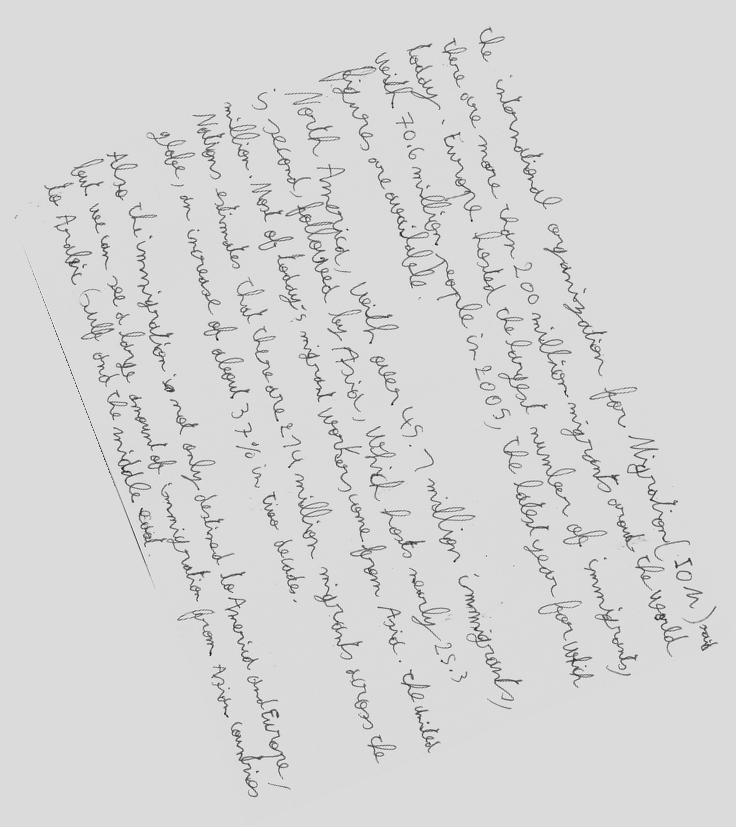 the international organization for Migration (IOM) said
there are more than 200 million migrants aroud the world
today. Europe. hosted the largest number of immigrants,
with 70.6 million people in 2005, the latest year for which
figures are available.
North America, with over 45.1 million immigrants,
is second, followed by Asia, which hosts nearly 25.3
million. Most of today's migrant workers come from Asia. the united
Nations estimates that there are 214 million migrants across the
globe, an increase of about 37% in two decades.
Also the immigration is not only destined to America and Europe,
but we can see a large amount of immigration from Asian countries
to Arabic Gulf and the middle east.